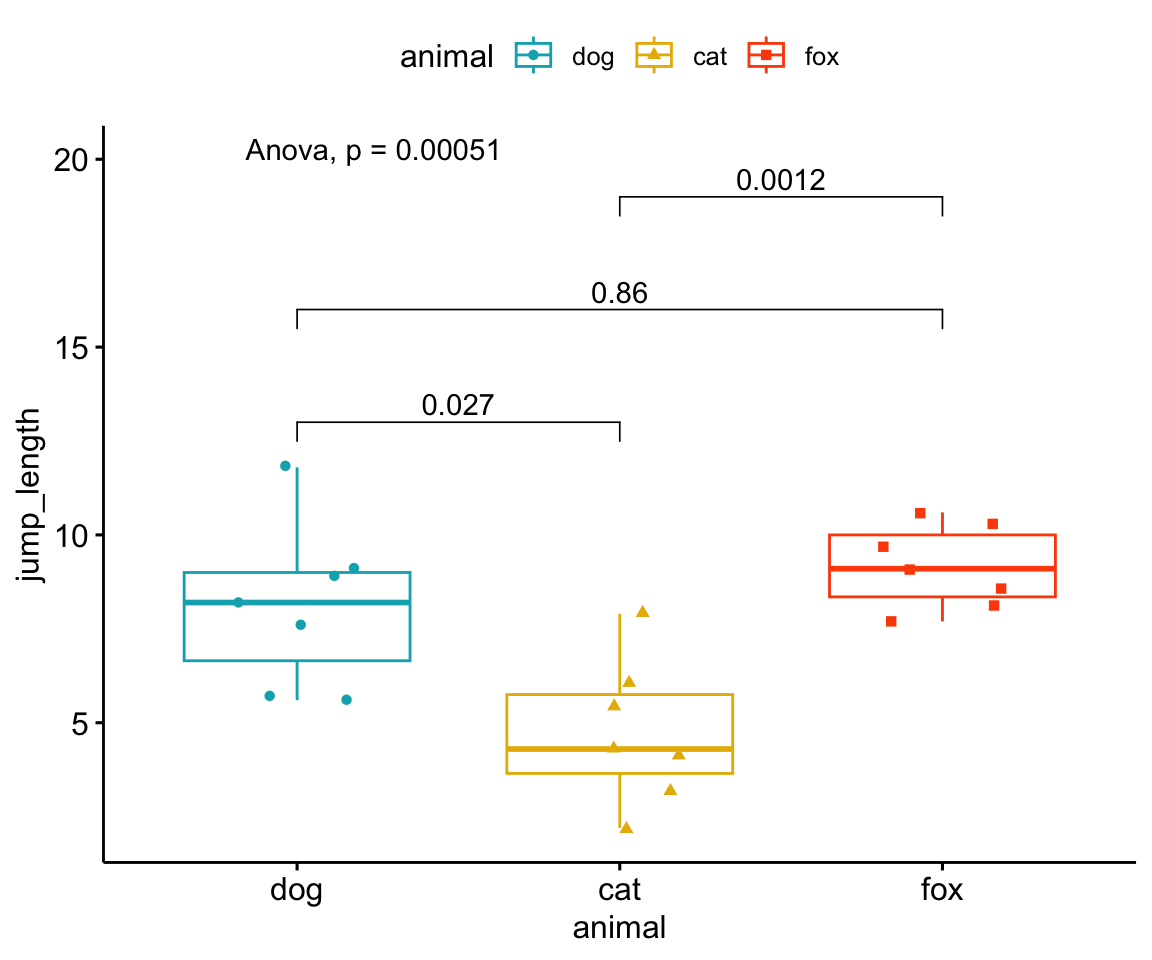 animal dog cat fox
Anova, p = 0.00051
20
0.0012
0.86
15
0.027
jump_length
10
5
dog cat fox
animal